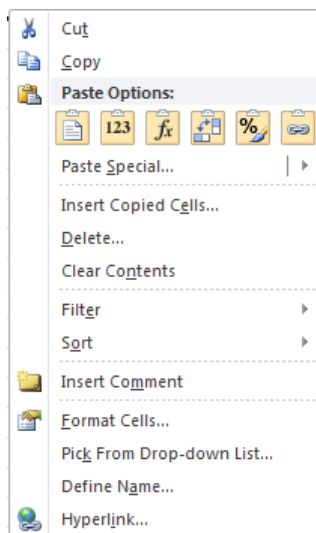 Cut
Copy
Paste Options:
123 fx %
Paste Special...
Insert Copied Cells...
Delete...
Clear Contents
Filter
Sort
Insert Comment
Format Cells...
Pick From Drop-down List...
Define Name...
Hyperlink...